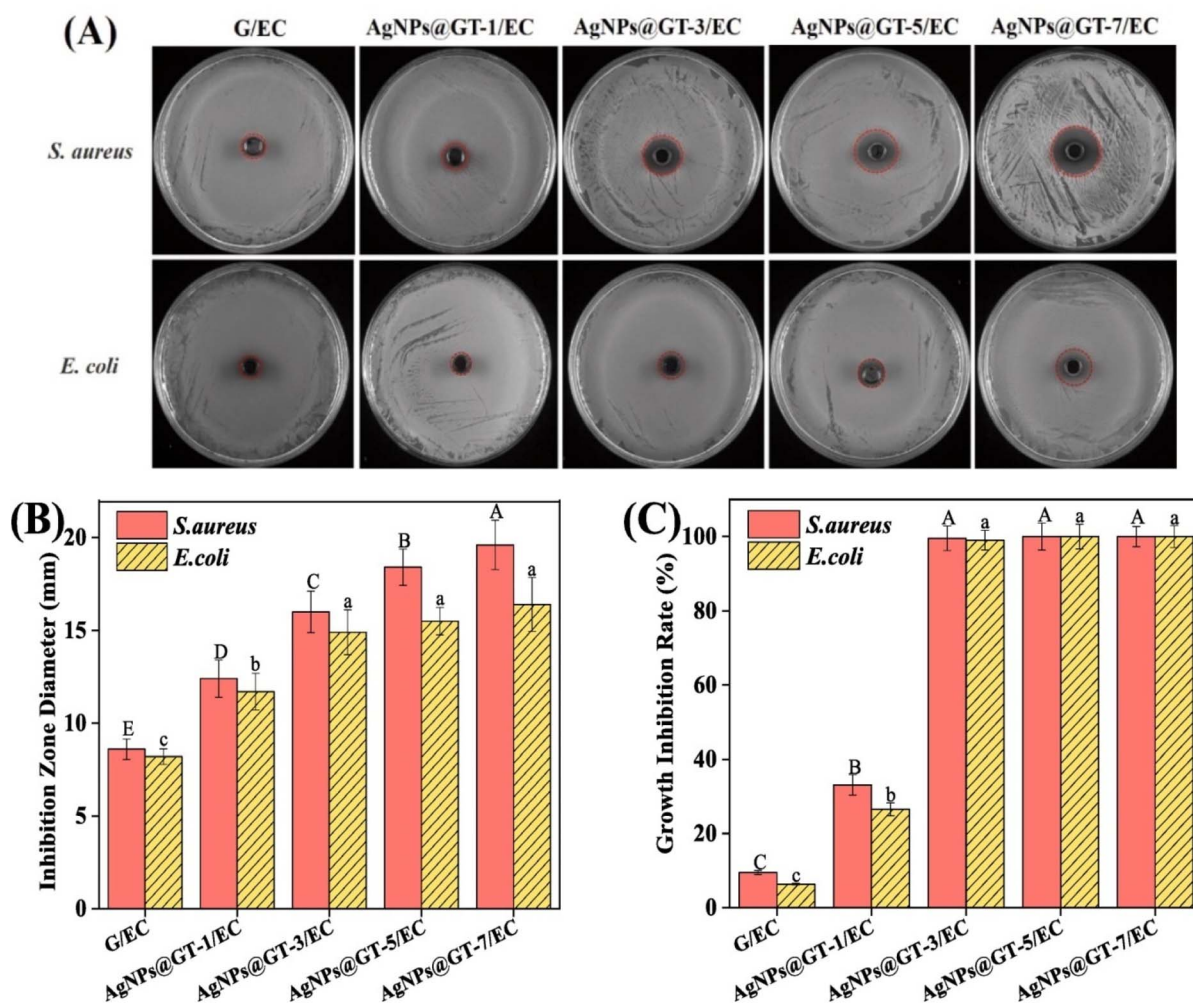 (A)
G/EC
AgNPs@GT-1/EC
AgNPs@GT-3/EC
AgNPs@GT-5/EC
AgNPs@GT-7/EC
S. aureus
E. coli
(B)
Inhibition Zone Diameter (mm)
20
15
10
5
0
S.aureus
E.coli
E
c
D
b
C
a
B
a
A
a
G/EC
AgNPs@GT-1/EC
AgNPs@GT-3/EC
AgNPs@GT-5/EC
AgNPs@GT-7/EC
(C)
Growth Inhibition Rate (%)
100
80
60
40
20
0
S.aureus
E.coli
C
c
B
b
A
a
A
a
A
a
G/EC
AgNPs@GT-1/EC
AgNPs@GT-3/EC
AgNPs@GT-5/EC
AgNPs@GT-7/EC